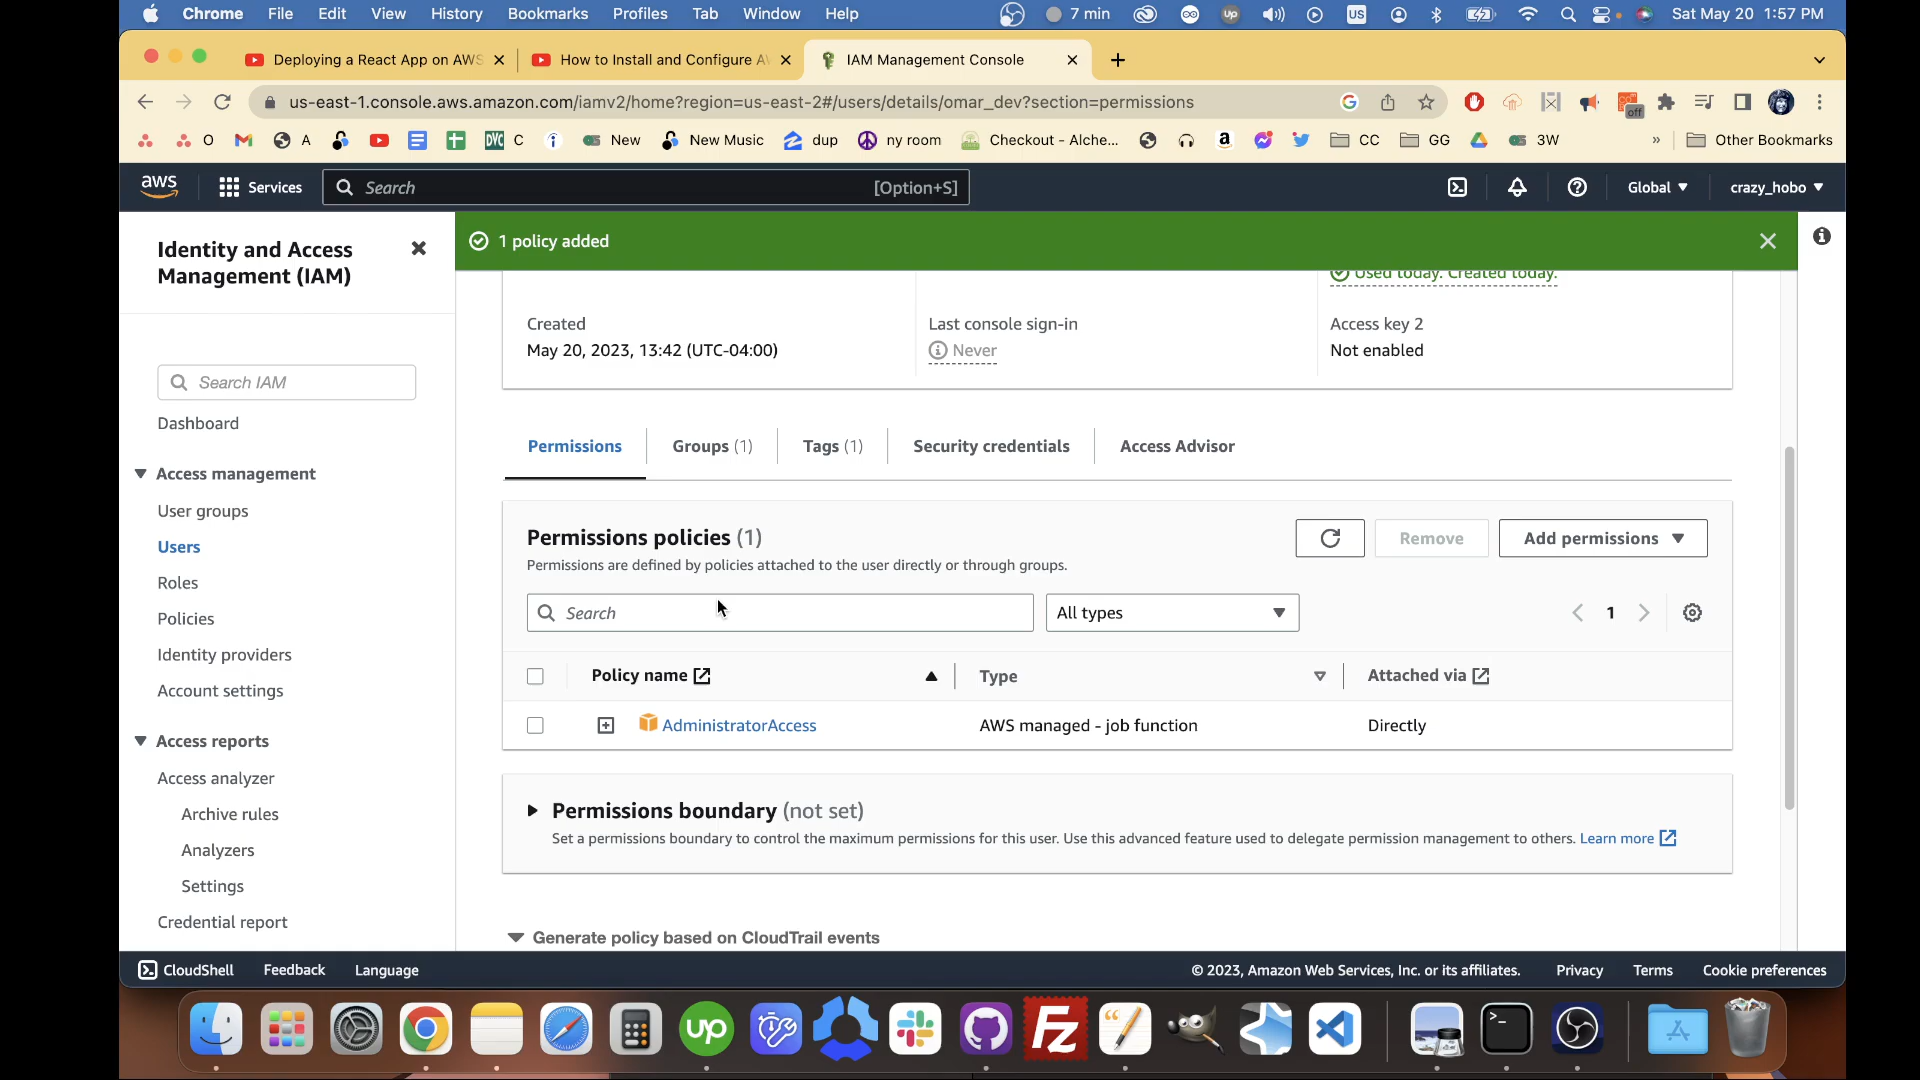 Chrome File Edit View History Bookmarks Profiles Tab Window Help 7 min up US Sat May 20 1:57 PM
Deploying a React App on AWS How to Install and Configure A IAM Management Console
us-east-1.console.aws.amazon.com/iamv2/home?region=us-east-2#/users/details/omar_dev?section=permissions off
O A DVC C New New Music dup ny room Checkout - Alche... a CC GG 3W » Other Bookmarks
aws Services Search [Option+S] Global crazy_hobo
Identity and Access Management (IAM)
1 policy added
Used today. Created today.
Created
May 20, 2023, 13:42 (UTC-04:00)
Last console sign-in
Never
Access key 2
Not enabled
Search IAM
Dashboard
Access management
User groups
Users
Roles
Policies
Identity providers
Account settings
Access reports
Access analyzer
Archive rules
Analyzers
Settings
Credential report
Permissions Groups (1) Tags (1) Security credentials Access Advisor
Permissions policies (1)
Permissions are defined by policies attached to the user directly or through groups.
Remove Add permissions
Search All types 1
Policy name Type Attached via
AdministratorAccess AWS managed - job function Directly
Permissions boundary (not set)
Set a permissions boundary to control the maximum permissions for this user. Use this advanced feature used to delegate permission management to others. Learn more
Generate policy based on CloudTrail events
CloudShell Feedback Language © 2023, Amazon Web Services, Inc. or its affiliates. Privacy Terms Cookie preferences
up Fz